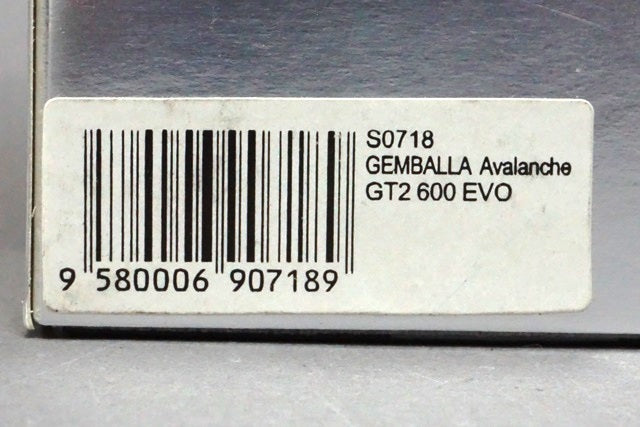 S0718
GEMBALLA Avalanche
GT2 600 EVO
9 580006 907189